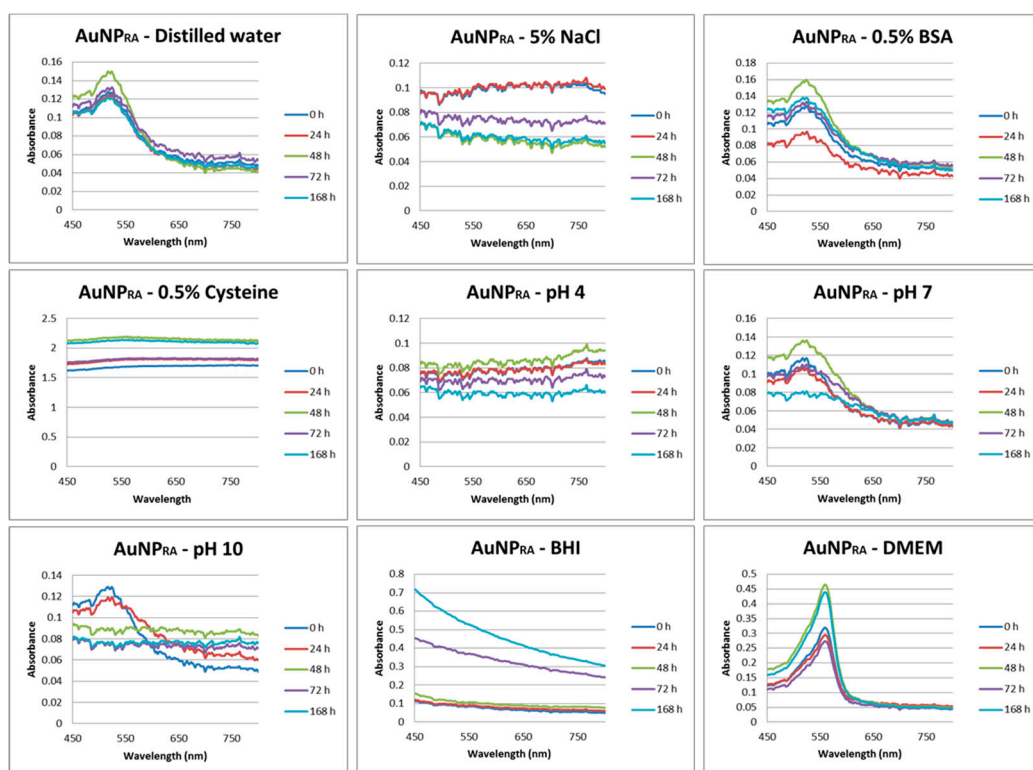 AuNPRA - Distilled water
0.16
0.14
0.12
0.1
0.08
0.06
0.04
0.02
0
Absorbance
450 550 650 750
Wavelength (nm)
0 h
24 h
48 h
72 h
168 h
AuNPRA - 5% NaCl
0.12
0.1
0.08
0.06
0.04
0.02
0
Absorbance
450 550 650 750
Wavelength (nm)
0 h
24 h
48 h
72 h
168 h
AuNPRA - 0.5% BSA
0.18
0.16
0.14
0.12
0.1
0.08
0.06
0.04
0.02
0
Absorbance
450 550 650 750
Wavelength (nm)
0 h
24 h
48 h
72 h
168 h
AuNPRA - 0.5% Cysteine
2.5
2
1.5
1
0.5
0
Absorbance
450 550 650 750
Wavelength
0 h
24 h
48 h
72 h
168 h
AuNPRA - pH 4
0.12
0.1
0.08
0.06
0.04
0.02
0
Absorbance
450 550 650 750
Wavelength (nm)
0 h
24 h
48 h
72 h
168 h
AuNPRA - pH 7
0.16
0.14
0.12
0.1
0.08
0.06
0.04
0.02
0
Absorbance
450 550 650 750
Wavelength (nm)
0 h
24 h
48 h
72 h
168 h
AuNPRA - pH 10
0.14
0.12
0.1
0.08
0.06
0.04
0.02
0
Absorbance
450 550 650 750
Wavelength (nm)
0 h
24 h
48 h
72 h
168 h
AuNPRA - BHI
0.8
0.7
0.6
0.5
0.4
0.3
0.2
0.1
0
Absorbance
450 550 650 750
Wavelength (nm)
0 h
24 h
48 h
72 h
168 h
AuNPRA - DMEM
0.5
0.45
0.4
0.35
0.3
0.25
0.2
0.15
0.1
0.05
0
Absorbance
450 550 650 750
Wavelength (nm)
0 h
24 h
48 h
72 h
168 h